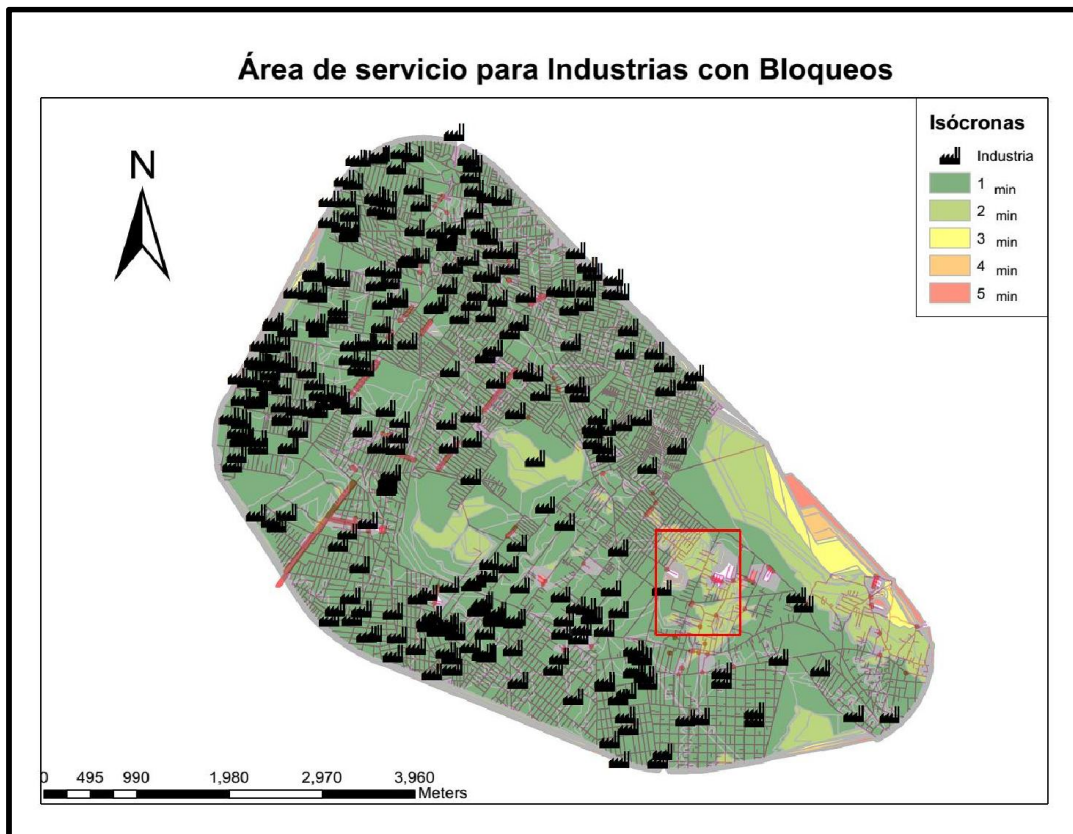 Área de servicio para Industrias con Bloqueos
N
Isócronas
Industria
1 min
2 min
3 min
4 min
5 min
0 495 990 1,980 2,970 3,960
Meters